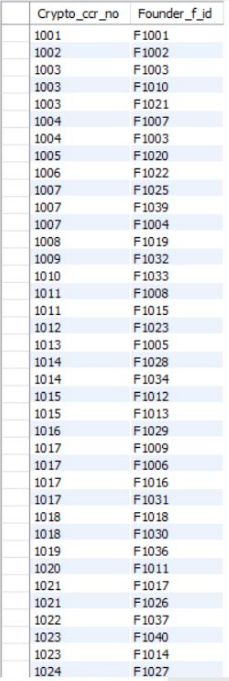 Crypto_ccr_no Founder_f_id
1001 F1001
1002 F1002
1003 F1003
1003 F1010
1003 F1021
1004 F1007
1004 F1003
1005 F1020
1006 F1022
1007 F1025
1007 F1039
1007 F1004
1008 F1019
1009 F1032
1010 F1033
1011 F1008
1011 F1015
1012 F1023
1013 F1005
1014 F1028
1014 F1034
1015 F1012
1015 F1013
1016 F1029
1017 F1009
1017 F1006
1017 F1016
1017 F1031
1018 F1018
1018 F1030
1019 F1036
1020 F1011
1021 F1017
1021 F1026
1022 F1037
1023 F1040
1023 F1014
1024 F1027